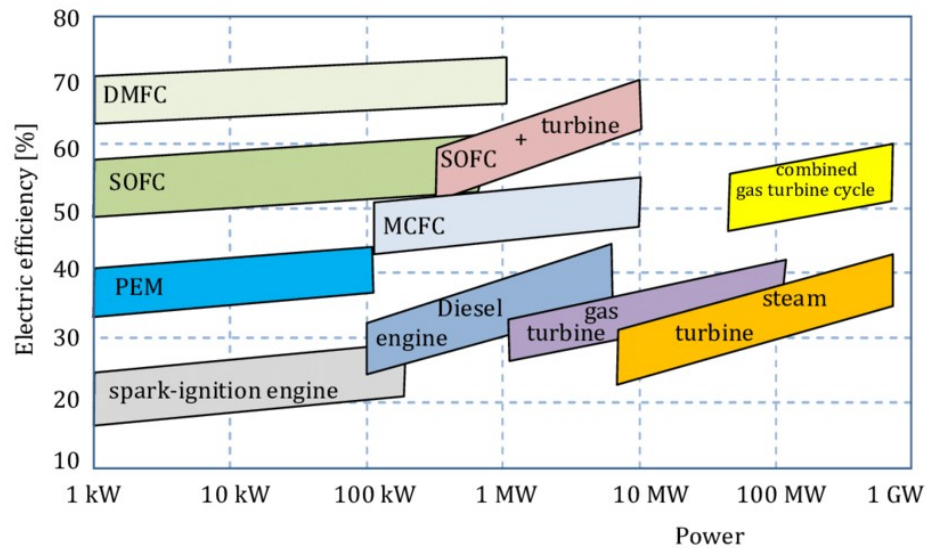 80
70
60
50
40
30
20
10
Electric efficiency [%]
DMFC
SOFC
SOFC + turbine
MCFC
PEM
Diesel
engine
spark-ignition engine
gas
turbine
steam
turbine
combined
gas turbine cycle
1 kW 10 kW 100 kW 1 MW 10 MW 100 MW 1 GW
Power